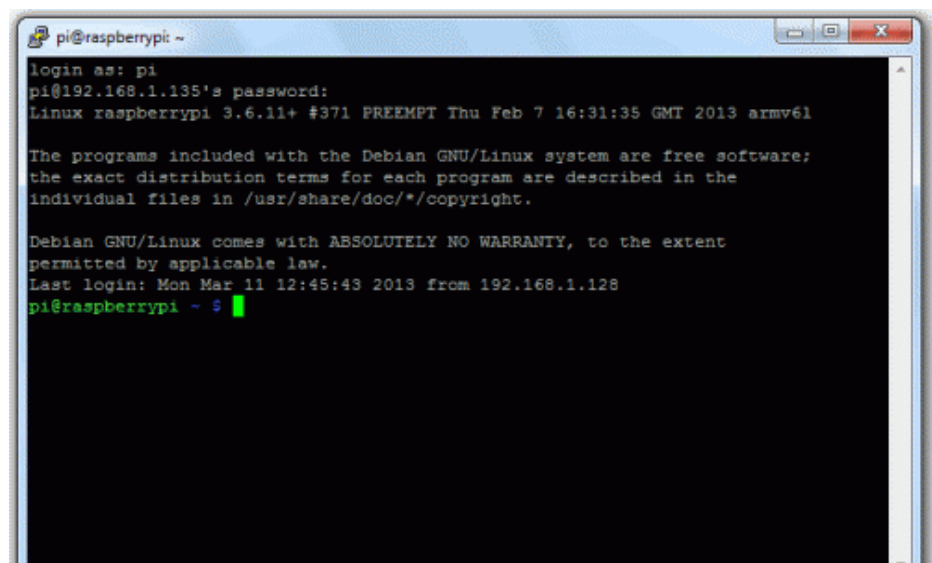 pi@raspberrypi: ~
login as: pi
pi@192.168.1.135's password:
Linux raspberrypi 3.6.11+ #371 PREEMPT Thu Feb 7 16:31:35 GMT 2013 armv6l
The programs included with the Debian GNU/Linux system are free software;
the exact distribution terms for each program are described in the
individual files in /usr/share/doc/*/copyright.
Debian GNU/Linux comes with ABSOLUTELY NO WARRANTY, to the extent
permitted by applicable law.
Last login: Mon Mar 11 12:45:43 2013 from 192.168.1.128
pi@raspberrypi ~ $